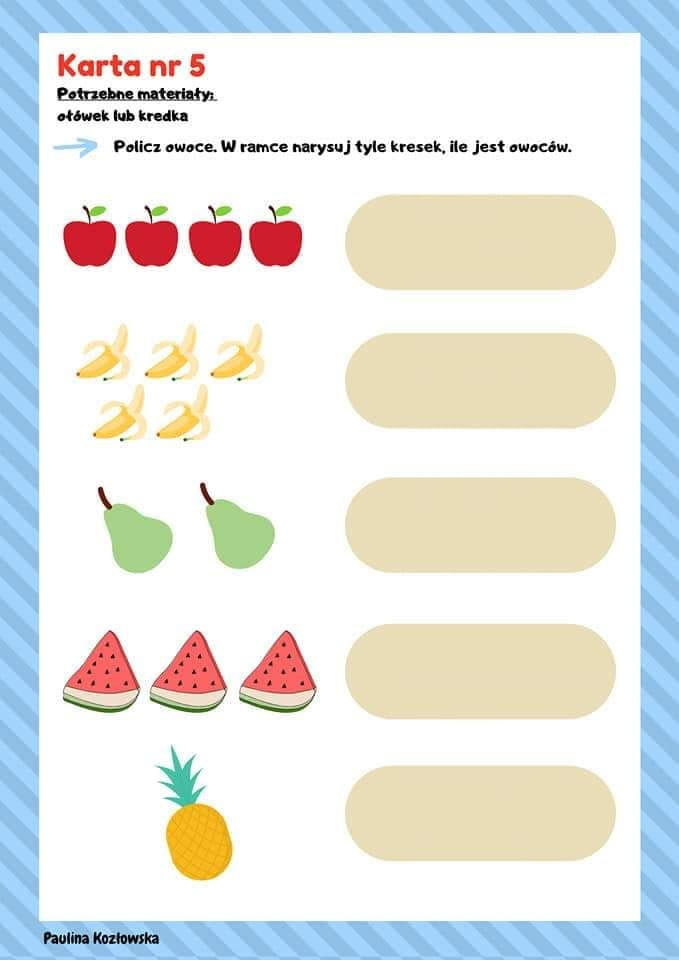 Karta nr 5
Potrzebne materiały:
ołówek lub kredka
Policz owoce. W ramce narysuj tyle kresek, ile jest owoców.
Paulina Kozłowska